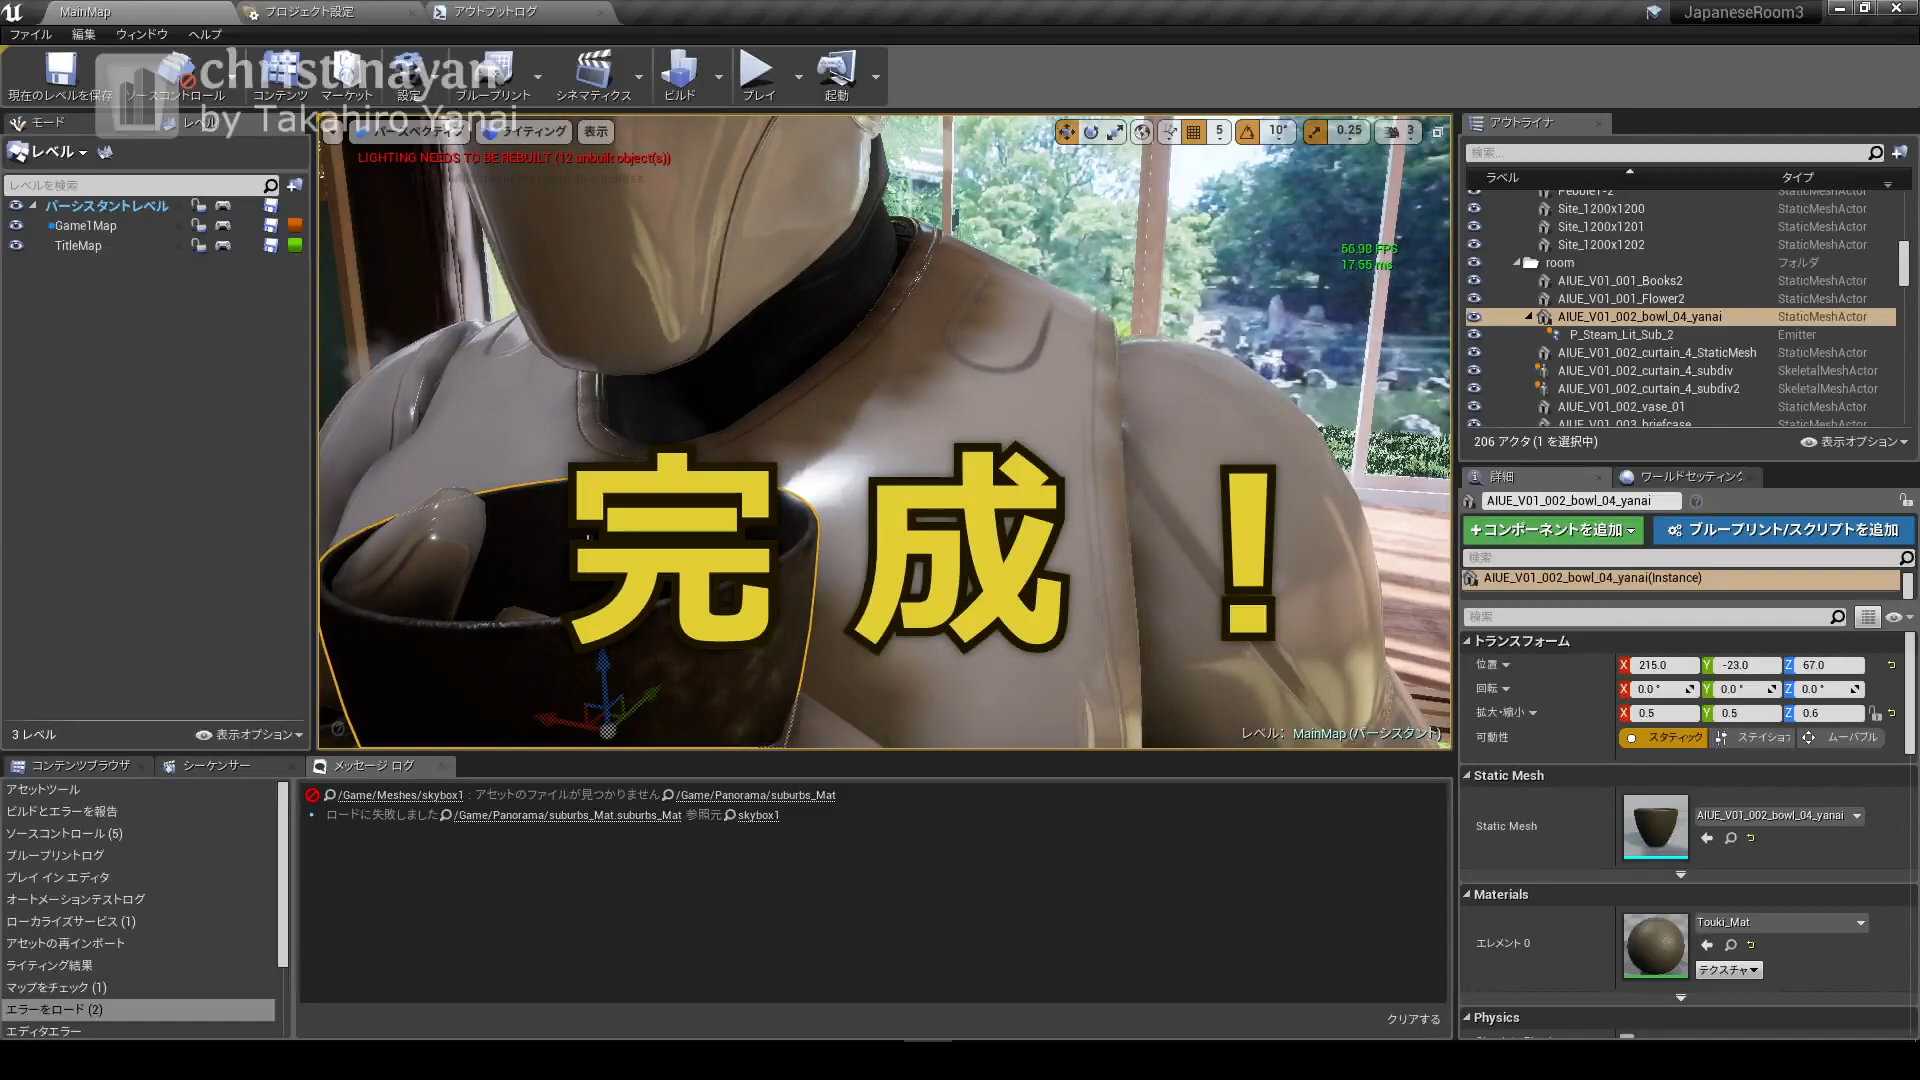 MainMap
プロジェクト設定
アウトプットログ
JapaneseRoom3
ファイル
編集
ウィンドウ
ヘルプ
christinayan
by Takahiro Yanai
現在のレベルを保存
ソースコントロール
コンテンツ
マーケット
設定
ブループリント
シネマティクス
ビルド
プレイ
起動
モード
レベル
レベル
レベルを検索
パーシスタントレベル
Game1Map
TitleMap
3 レベル
表示オプション
パースペクティブ
ライティング
表示
5
10°
0.25
3
LIGHTING NEEDS TO BE REBUILT (12 unbuilt object(s))
56.98 FPS
17.55 ms
完成！
レベル: MainMap (パーシスタント)
アウトライナ
検索...
ラベル
タイプ
Pebble1-2
StaticMeshActor
Site_1200x1200
StaticMeshActor
Site_1200x1201
StaticMeshActor
Site_1200x1202
StaticMeshActor
room
フォルダ
AIUE_V01_001_Books2
StaticMeshActor
AIUE_V01_001_Flower2
StaticMeshActor
AIUE_V01_002_bowl_04_yanai
StaticMeshActor
P_Steam_Lit_Sub_2
Emitter
AIUE_V01_002_curtain_4_StaticMesh
StaticMeshActor
AIUE_V01_002_curtain_4_subdiv
SkeletalMeshActor
AIUE_V01_002_curtain_4_subdiv2
SkeletalMeshActor
AIUE_V01_002_vase_01
StaticMeshActor
AIUE_V01_003_briefcase
StaticMeshActor
206 アクタ (1 を選択中)
表示オプション
詳細
ワールドセッティング
AIUE_V01_002_bowl_04_yanai
+コンポーネントを追加
ブループリント/スクリプトを追加
検索
AIUE_V01_002_bowl_04_yanai(Instance)
検索
トランスフォーム
位置
X 215.0
Y -23.0
Z 67.0
回転
X 0.0 °
Y 0.0 °
Z 0.0 °
拡大・縮小
X 0.5
Y 0.5
Z 0.6
可動性
スタティック
ステイショナ
ムーバブル
Static Mesh
Static Mesh
AIUE_V01_002_bowl_04_yanai
Materials
エレメント 0
Touki_Mat
テクスチャ
Physics
コンテンツブラウザ
シーケンサー
メッセージ ログ
アセットツール
ビルドとエラーを報告
ソースコントロール (5)
ブループリントログ
プレイ イン エディタ
オートメーションテストログ
ローカライズサービス (1)
アセットの再インポート
ライティング結果
マップをチェック (1)
エラーをロード (2)
エディタエラー
/Game/Meshes/skybox1 : アセットのファイルが見つかりません /Game/Panorama/suburbs_Mat
ロードに失敗しました /Game/Panorama/suburbs_Mat.suburbs_Mat 参照元 skybox1
クリアする